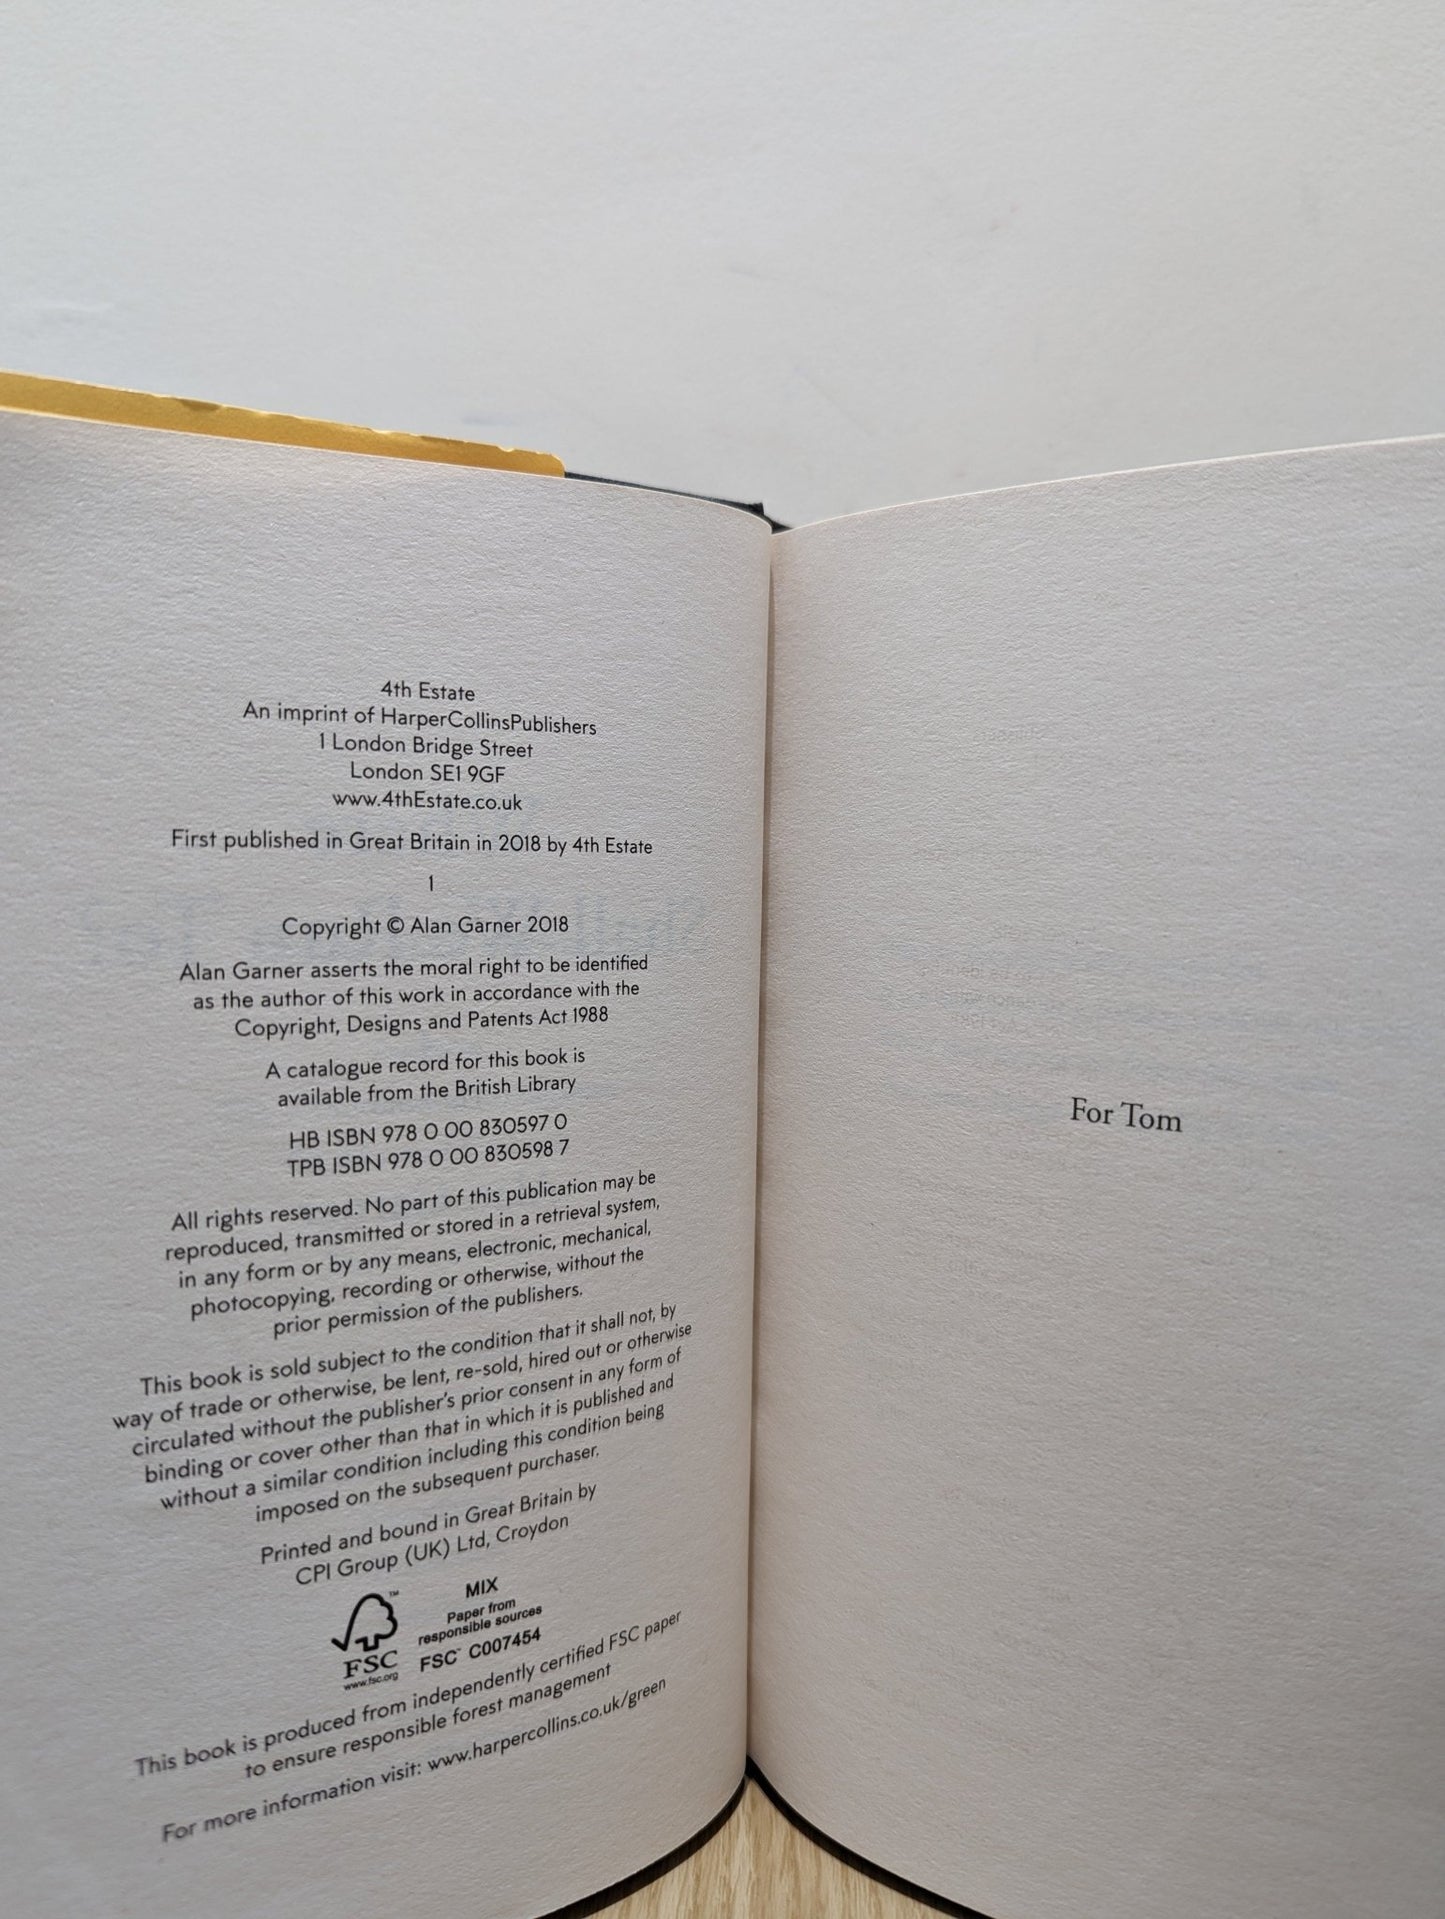 4th Estate
An imprint of HarperCollinsPublishers
1 London Bridge Street
London SE1 9GF
www.4thEstate.co.uk
First published in Great Britain in 2018 by 4th Estate
1
Copyright © Alan Garner 2018
Alan Garner asserts the moral right to be identified
as the author of this work in accordance with the
Copyright, Designs and Patents Act 1988
A catalogue record for this book is
available from the British Library
HB ISBN 978 0 00 830597 0
TPB ISBN 978 0 00 830598 7
All rights reserved. No part of this publication may be
reproduced, transmitted or stored in a retrieval system,
in any form or by any means, electronic, mechanical,
photocopying, recording or otherwise, without the
prior permission of the publishers.
This book is sold subject to the condition that it shall not, by
way of trade or otherwise, be lent, re-sold, hired out or otherwise
circulated without the publisher's prior consent in any form of
binding or cover other than that in which it is published and
without a similar condition including this condition being
imposed on the subsequent purchaser.
Printed and bound in Great Britain by
CPI Group (UK) Ltd, Croydon
FSC
www.fsc.org
MIX
Paper from
responsible sources
FSC™ C007454
This book is produced from independently certified FSC paper
to ensure responsible forest management
For more information visit: www.harpercollins.co.uk/green
For Tom